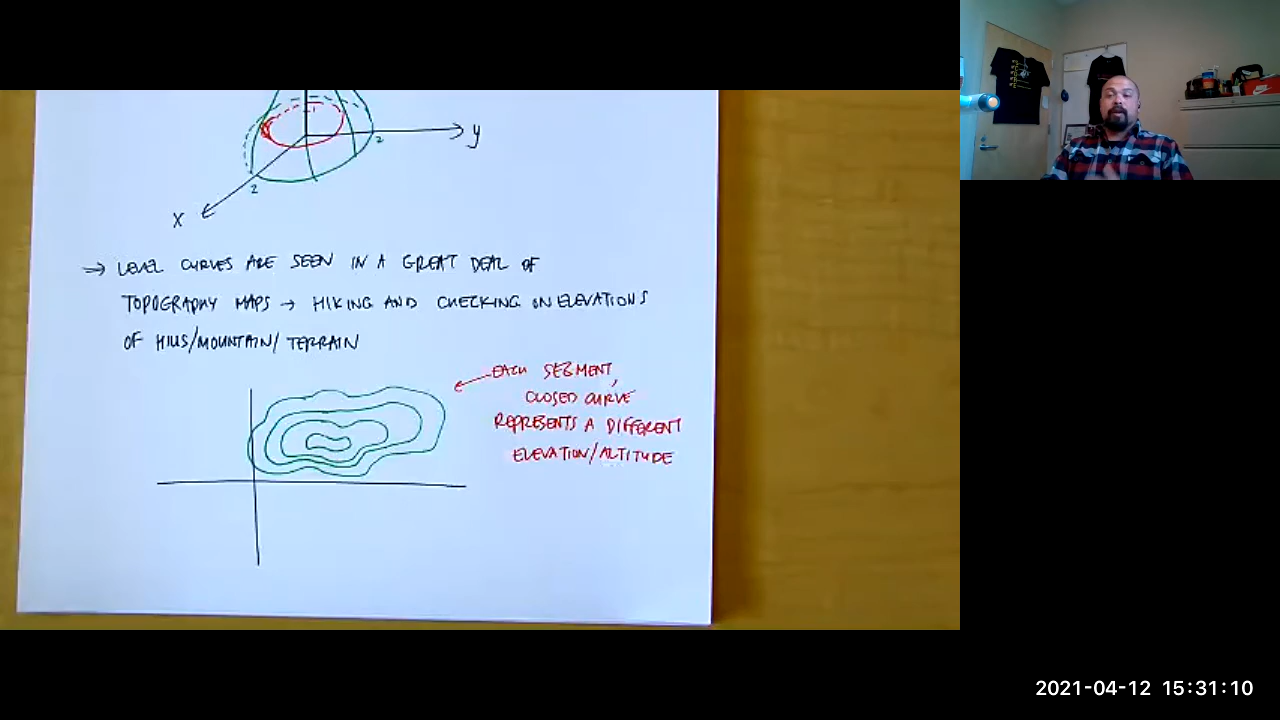 y
2
2
X
⇒ LEVEL CURVES ARE SEEN IN A GREAT DEAL OF
TOPOGRAPHY MAPS → HIKING AND CHECKING ON ELEVATIONS
OF HILLS/MOUNTAIN/TERRAIN
EACH SEGMENT,
CLOSED CURVE
REPRESENTS A DIFFERENT
ELEVATION/ALTITUDE
2021-04-12 15:31:10